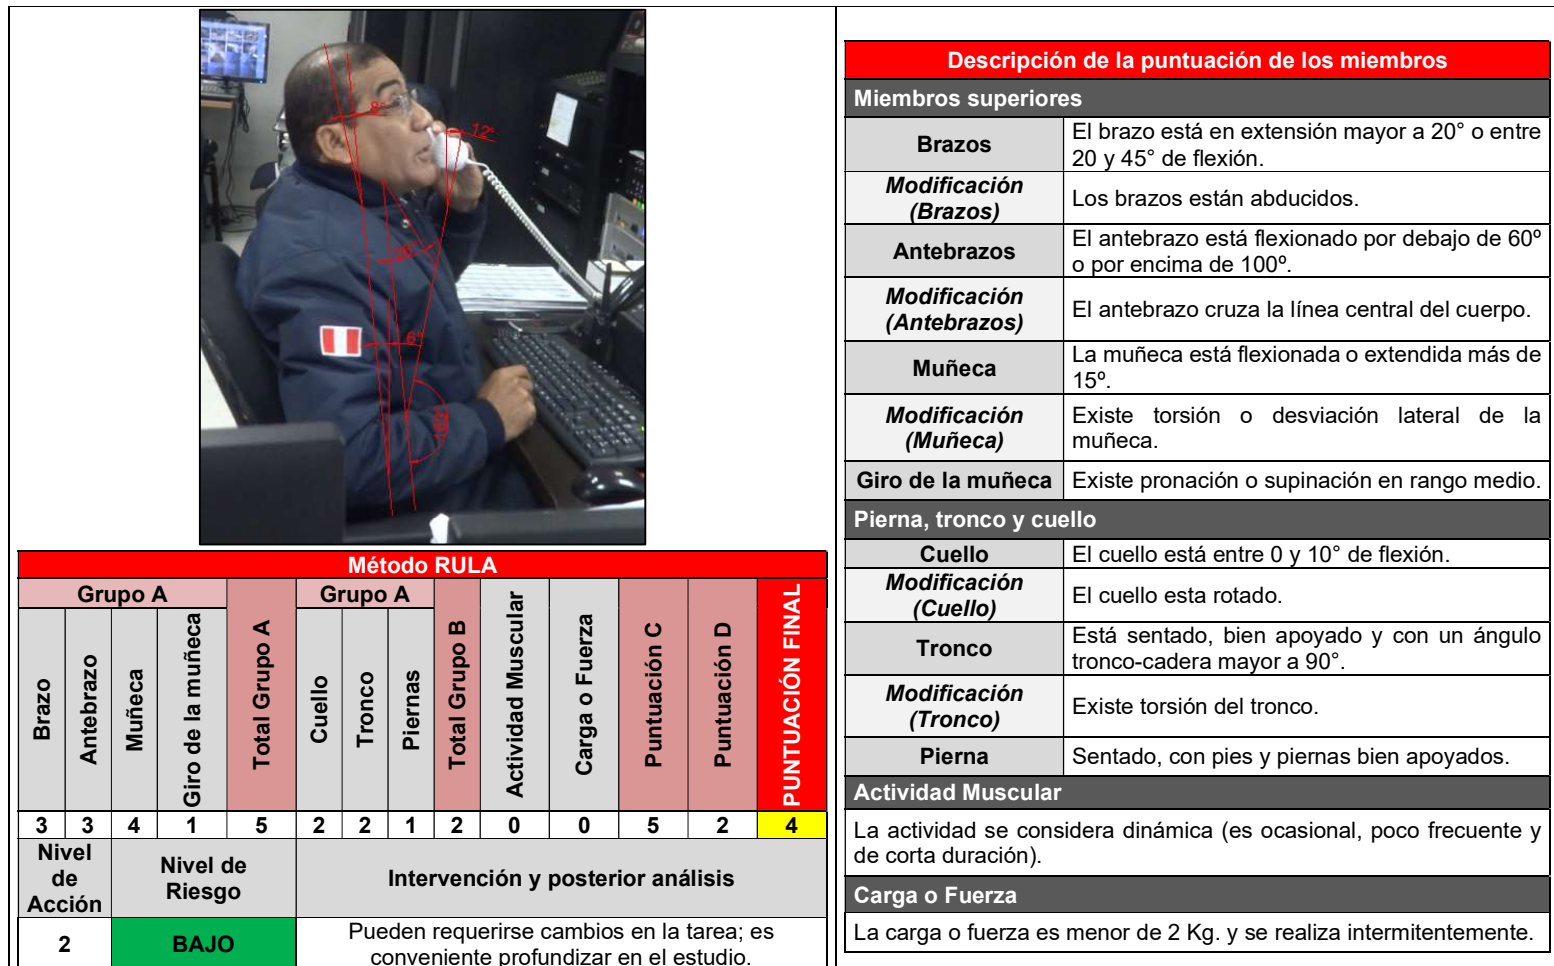 8°
12°
26°
6°
163°
Método RULA
Grupo A
Grupo A
Brazo
Antebrazo
Muñeca
Giro de la muñeca
Total Grupo A
Cuello
Tronco
Piernas
Total Grupo B
Actividad Muscular
Carga o Fuerza
Puntuación C
Puntuación D
PUNTUACIÓN FINAL
3 3 4 1 5 2 2 1 2 0 0 5 2 4
Nivel
de
Acción
Nivel de
Riesgo
Intervención y posterior análisis
2
BAJO
Pueden requerirse cambios en la tarea; es
conveniente profundizar en el estudio.
Descripción de la puntuación de los miembros
Miembros superiores
Brazos
El brazo está en extensión mayor a 20° o entre
20 y 45° de flexión.
Modificación
(Brazos)
Los brazos están abducidos.
Antebrazos
El antebrazo está flexionado por debajo de 60º
o por encima de 100º.
Modificación
(Antebrazos)
El antebrazo cruza la línea central del cuerpo.
Muñeca
La muñeca está flexionada o extendida más de
15º.
Modificación
(Muñeca)
Existe torsión o desviación lateral de la
muñeca.
Giro de la muñeca
Existe pronación o supinación en rango medio.
Pierna, tronco y cuello
Cuello
El cuello está entre 0 y 10° de flexión.
Modificación
(Cuello)
El cuello esta rotado.
Tronco
Está sentado, bien apoyado y con un ángulo
tronco-cadera mayor a 90°.
Modificación
(Tronco)
Existe torsión del tronco.
Pierna
Sentado, con pies y piernas bien apoyados.
Actividad Muscular
La actividad se considera dinámica (es ocasional, poco frecuente y
de corta duración).
Carga o Fuerza
La carga o fuerza es menor de 2 Kg. y se realiza intermitentemente.